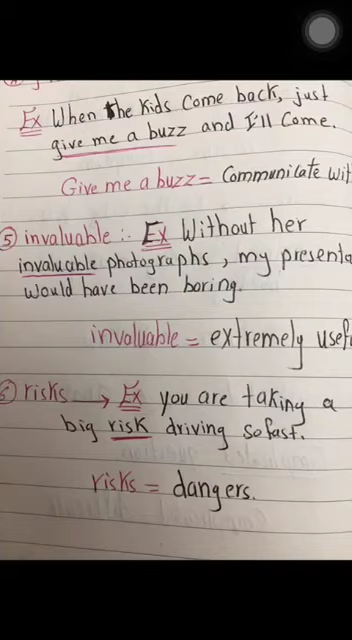 Ex When the Kids Come back, just
give me a buzz and I'll Come.
Give me a buzz = Communicate wit
5 invaluable :- Ex Without her
invaluable photographs, my presenta
would have been boring.
invaluable = extremely usef
6 risks → Ex you are taking a
big risk driving so fast.
risks = dangers.